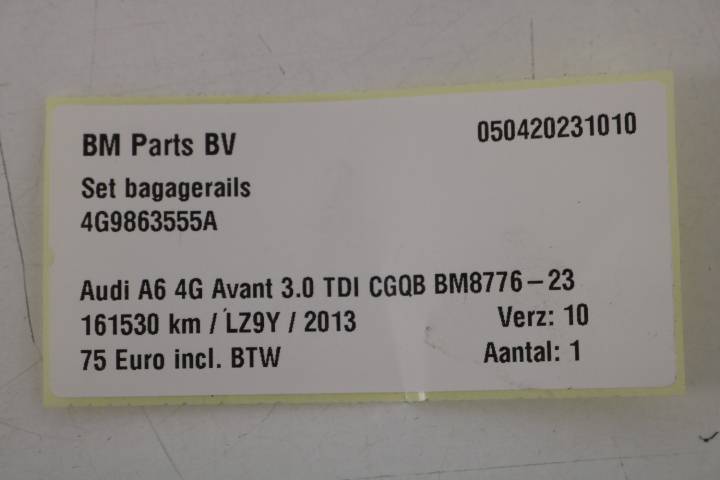 BM Parts BV 050420231010
Set bagagerails
4G9863555A
Audi A6 4G Avant 3.0 TDI CGQB BM8776-23
161530 km / LZ9Y / 2013 Verz: 10
75 Euro incl. BTW Aantal: 1